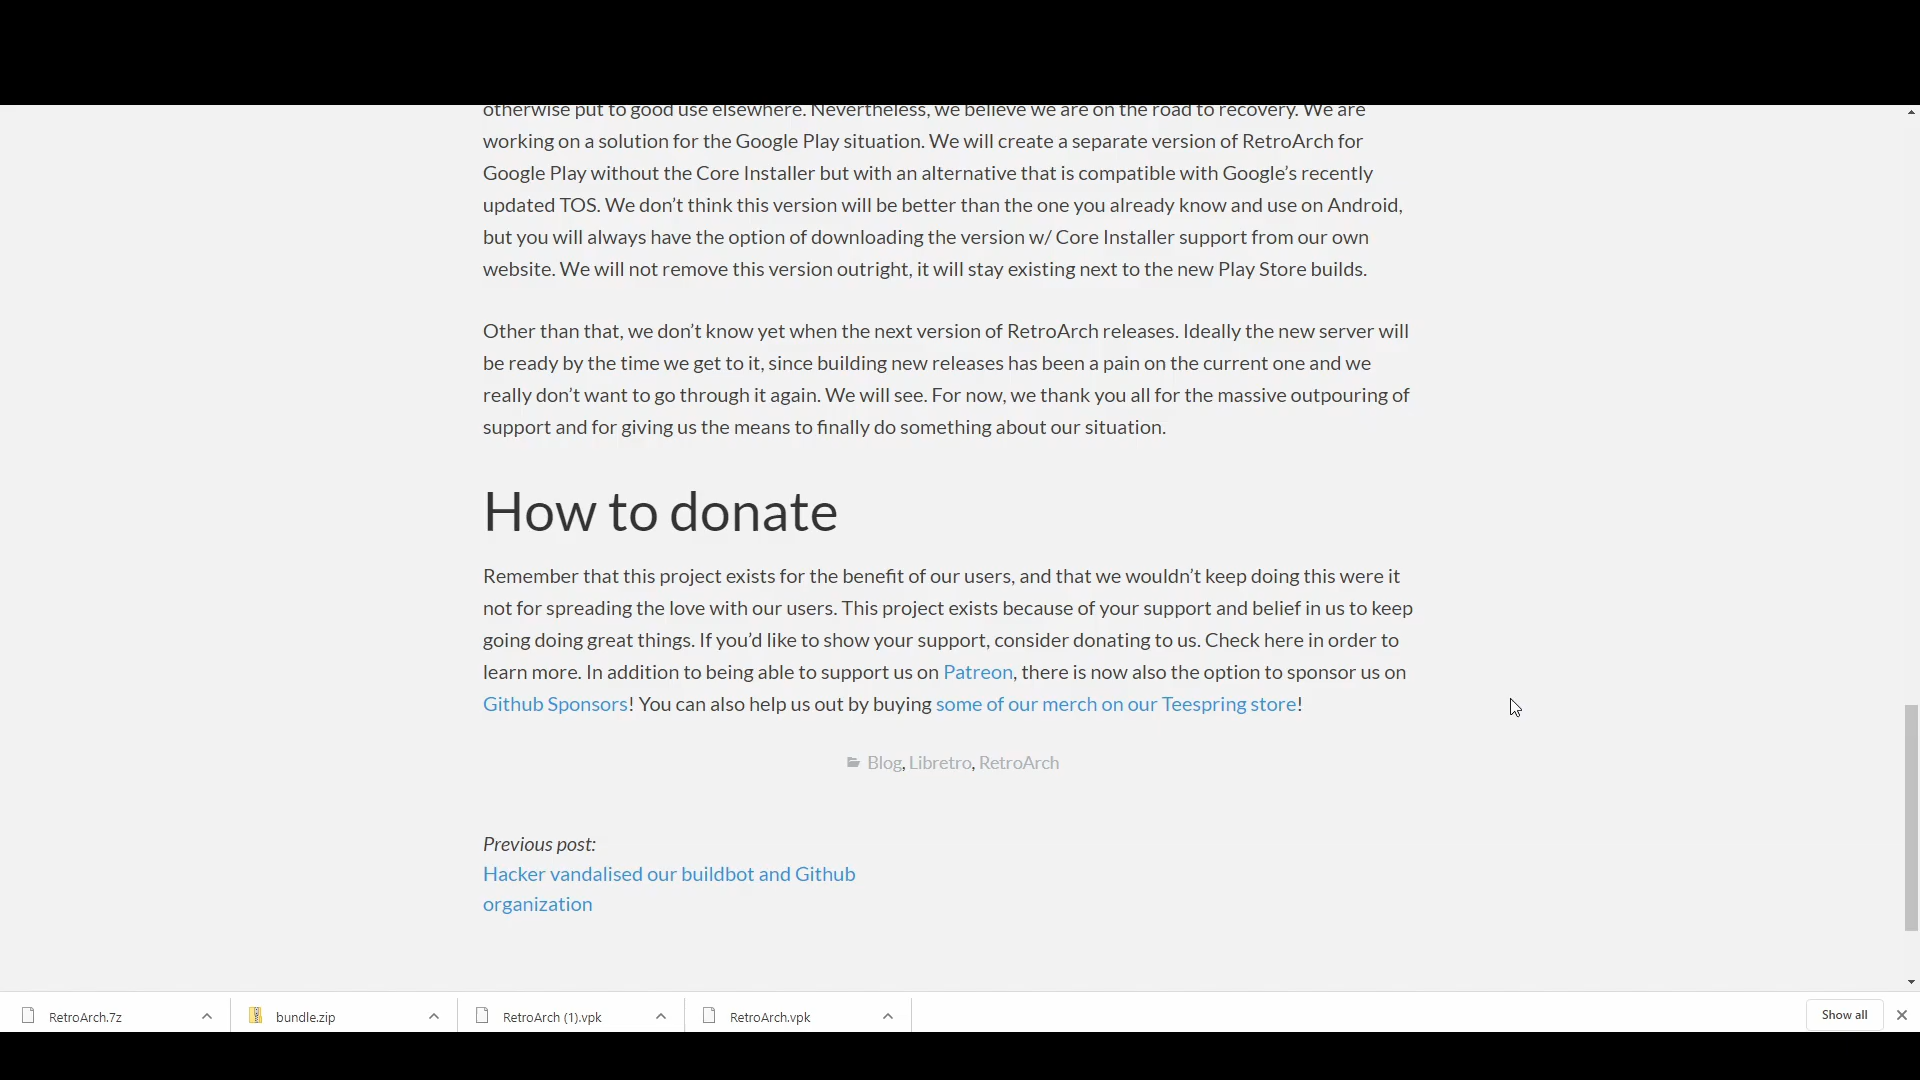 otherwise put to good use elsewhere. Nevertheless, we believe we are on the road to recovery. We are
working on a solution for the Google Play situation. We will create a separate version of RetroArch for
Google Play without the Core Installer but with an alternative that is compatible with Google’s recently
updated TOS. We don’t think this version will be better than the one you already know and use on Android,
but you will always have the option of downloading the version w/ Core Installer support from our own
website. We will not remove this version outright, it will stay existing next to the new Play Store builds.
Other than that, we don’t know yet when the next version of RetroArch releases. Ideally the new server will
be ready by the time we get to it, since building new releases has been a pain on the current one and we
really don’t want to go through it again. We will see. For now, we thank you all for the massive outpouring of
support and for giving us the means to finally do something about our situation.
How to donate
Remember that this project exists for the benefit of our users, and that we wouldn’t keep doing this were it
not for spreading the love with our users. This project exists because of your support and belief in us to keep
going doing great things. If you’d like to show your support, consider donating to us. Check here in order to
learn more. In addition to being able to support us on Patreon, there is now also the option to sponsor us on
Github Sponsors! You can also help us out by buying some of our merch on our Teespring store!
Blog, Libretro, RetroArch
Previous post:
Hacker vandalised our buildbot and Github
organization
RetroArch.7z
bundle.zip
RetroArch (1).vpk
RetroArch.vpk
Show all